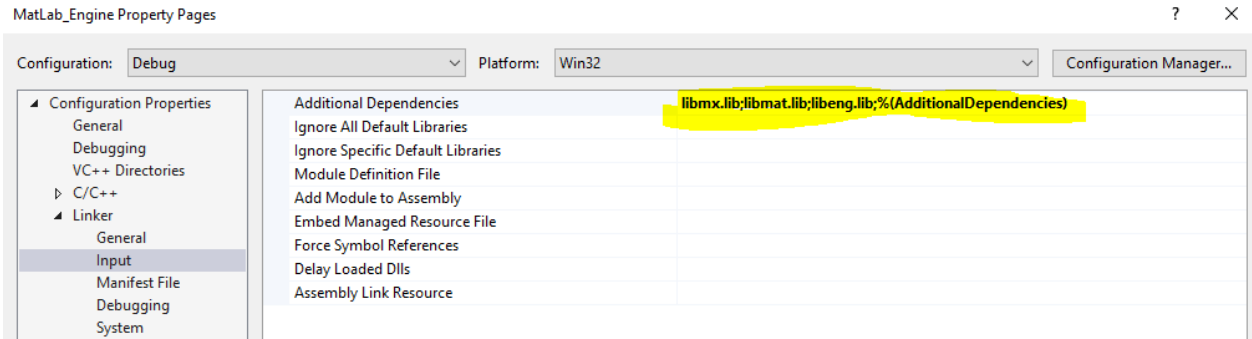 MatLab_Engine Property Pages ? ×
Configuration: Debug Platform: Win32 Configuration Manager...
Configuration Properties
General
Debugging
VC++ Directories
C/C++
Linker
General
Input
Manifest File
Debugging
System
Additional Dependencies libmx.lib;libmat.lib;libeng.lib;%(AdditionalDependencies)
Ignore All Default Libraries
Ignore Specific Default Libraries
Module Definition File
Add Module to Assembly
Embed Managed Resource File
Force Symbol References
Delay Loaded Dlls
Assembly Link Resource